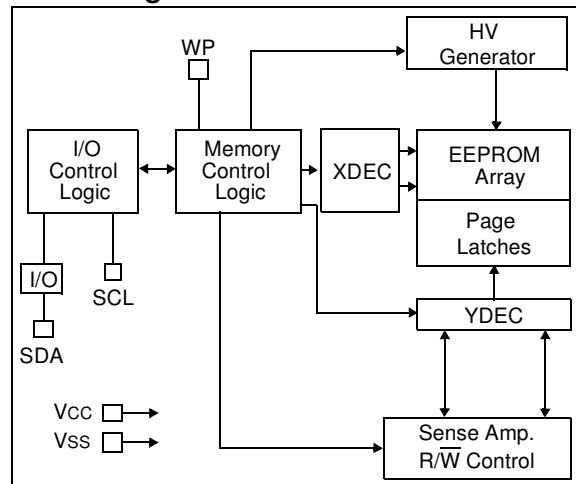 WP
HV
Generator
I/O
Control
Logic
Memory
Control
Logic
XDEC
EEPROM
Array
Page
Latches
I/O
SCL
SDA
YDEC
VCC
VSS
Sense Amp.
R/W̅ Control